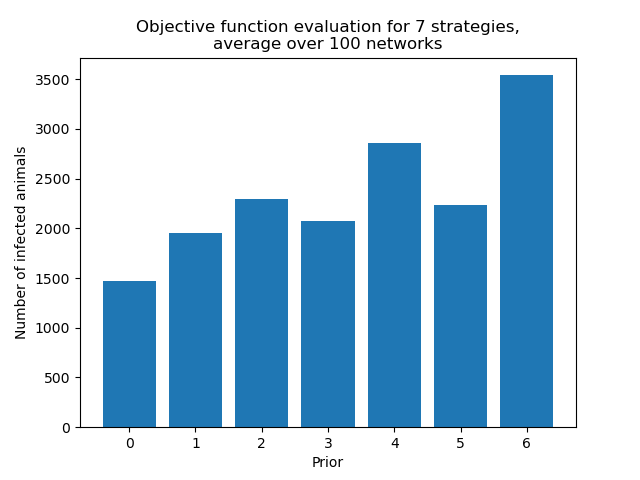 Objective function evaluation for 7 strategies,
average over 100 networks
Number of infected animals
3500
3000
2500
2000
1500
1000
500
0
0 1 2 3 4 5 6
Prior